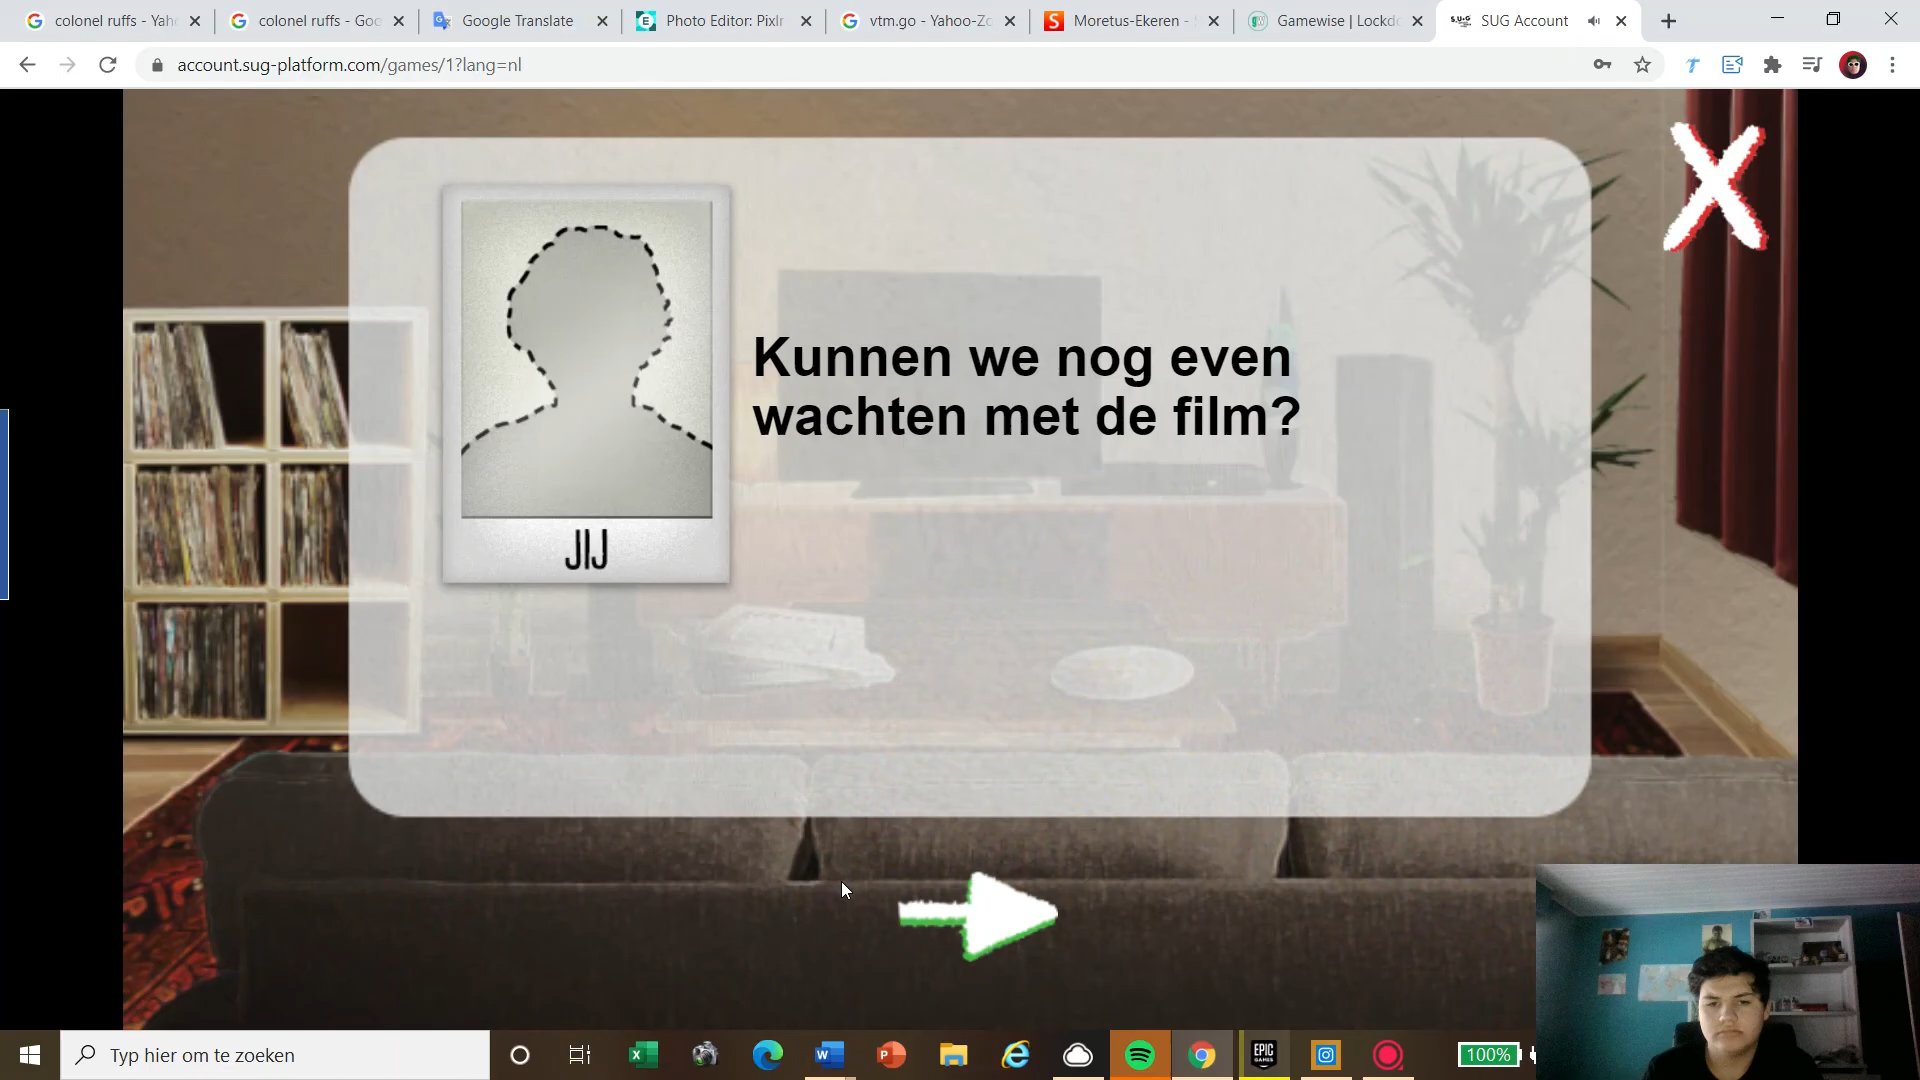 colonel ruffs - Yah
colonel ruffs - Goo
Google Translate
Photo Editor: Pixlr
vtm.go - Yahoo-Zo
Moretus-Ekeren -
Gamewise | Lockdo
SUG Account
account.sug-platform.com/games/1?lang=nl
Kunnen we nog even
wachten met de film?
JIJ
Typ hier om te zoeken
EPIC
GAMES
100%